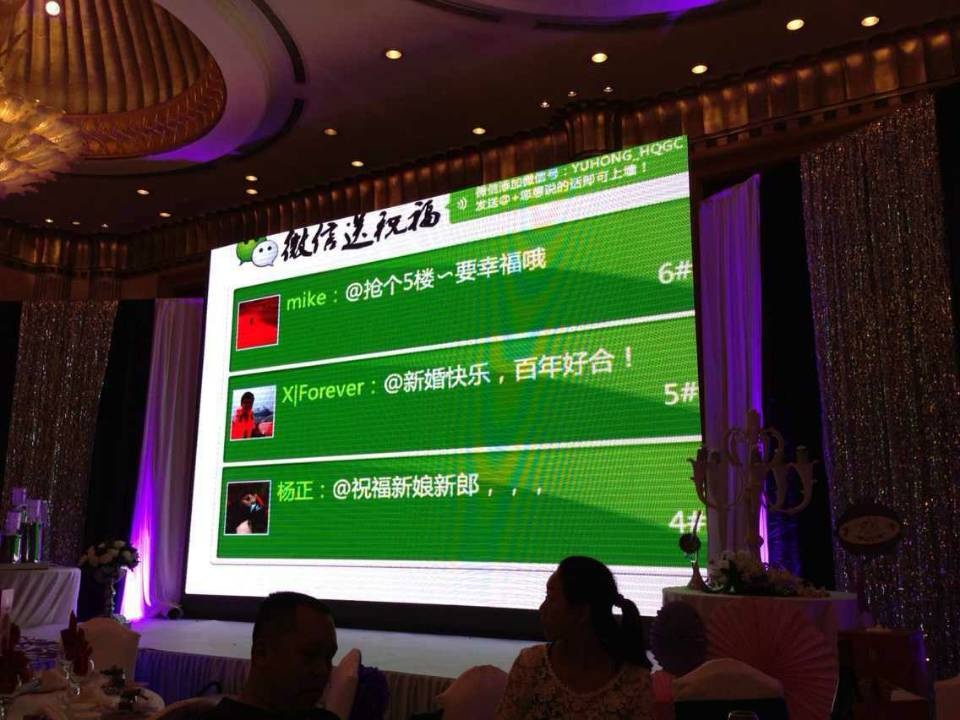 微信送祝福
微信添加微信号：YUHONG_HQGC
发送@+您想说的话即可上墙！
mike：@抢个5楼~要幸福哦
6#
X|Forever：@新婚快乐，百年好合！
5#
杨正：@祝福新娘新郎，，，
4#